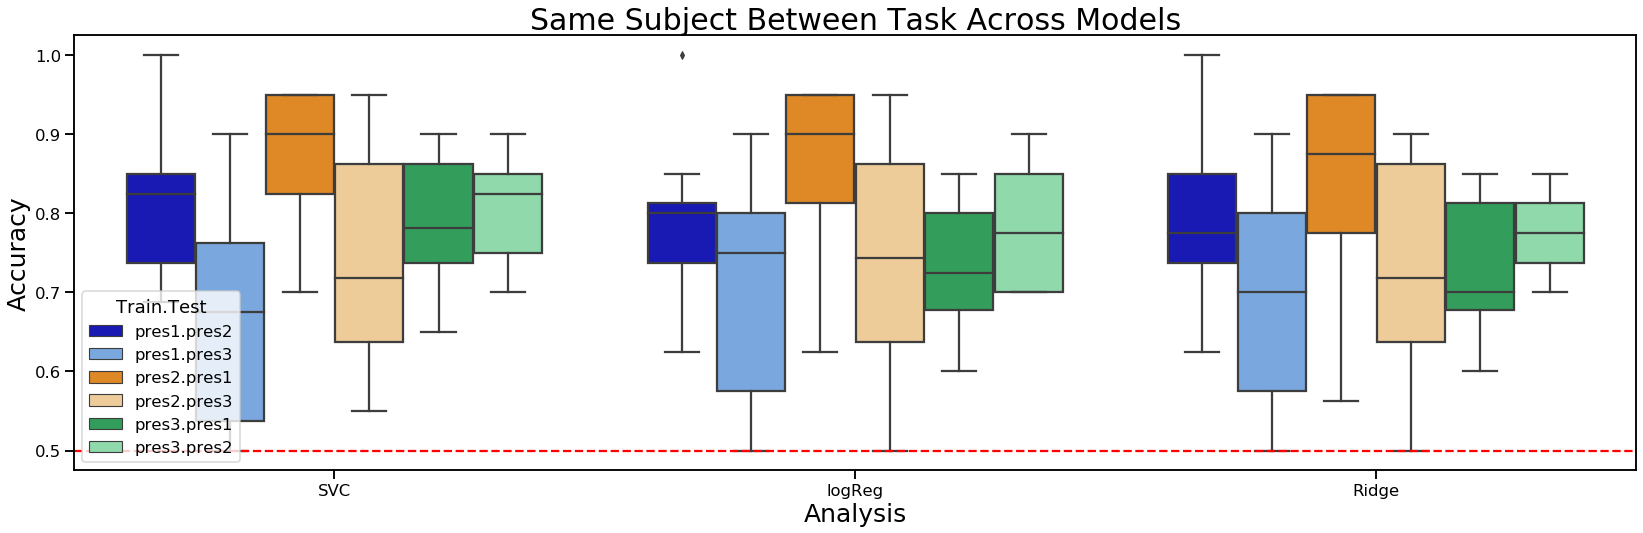 Same Subject Between Task Across Models
Accuracy
1.0
0.9
0.8
0.7
0.6
0.5
Train.Test
pres1.pres2
pres1.pres3
pres2.pres1
pres2.pres3
pres3.pres1
pres3.pres2
SVC logReg Ridge
Analysis